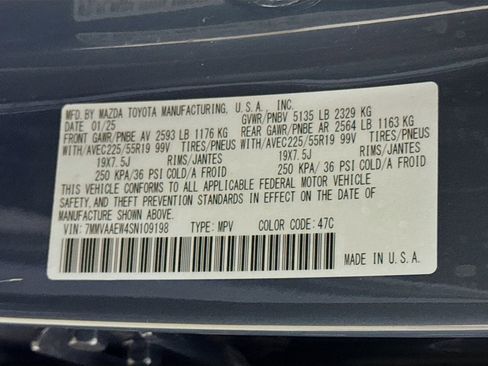 MFD. BY MAZDA TOYOTA MANUFACTURING, U.S.A., INC.
DATE 01/25 GVWR/PNBV 5135 LB 2329 KG
FRONT GAWR/PNBE AV 2593 LB 1176 KG REAR GAWR/PNBE AR 2564 LB 1163 KG
WITH/AVEC225/55R19 99V TIRES/PNEUS WITH/AVEC225/55R19 99V TIRES/PNEUS
19X7.5J RIMS/JANTES 19X7.5J RIMS/JANTES
250 KPA/36 PSI COLD/A FROID 250 KPA/36 PSI COLD/A FROID
THIS VEHICLE CONFORMS TO ALL APPLICABLE FEDERAL MOTOR VEHICLE
SAFETY, AND THEFT PREVENTION STANDARDS IN EFFECT ON THE DATE OF
MANUFACTURE SHOWN ABOVE.
VIN: 7MMVAAEW4SN109198 TYPE: MPV COLOR CODE: 47C
MADE IN U.S.A.